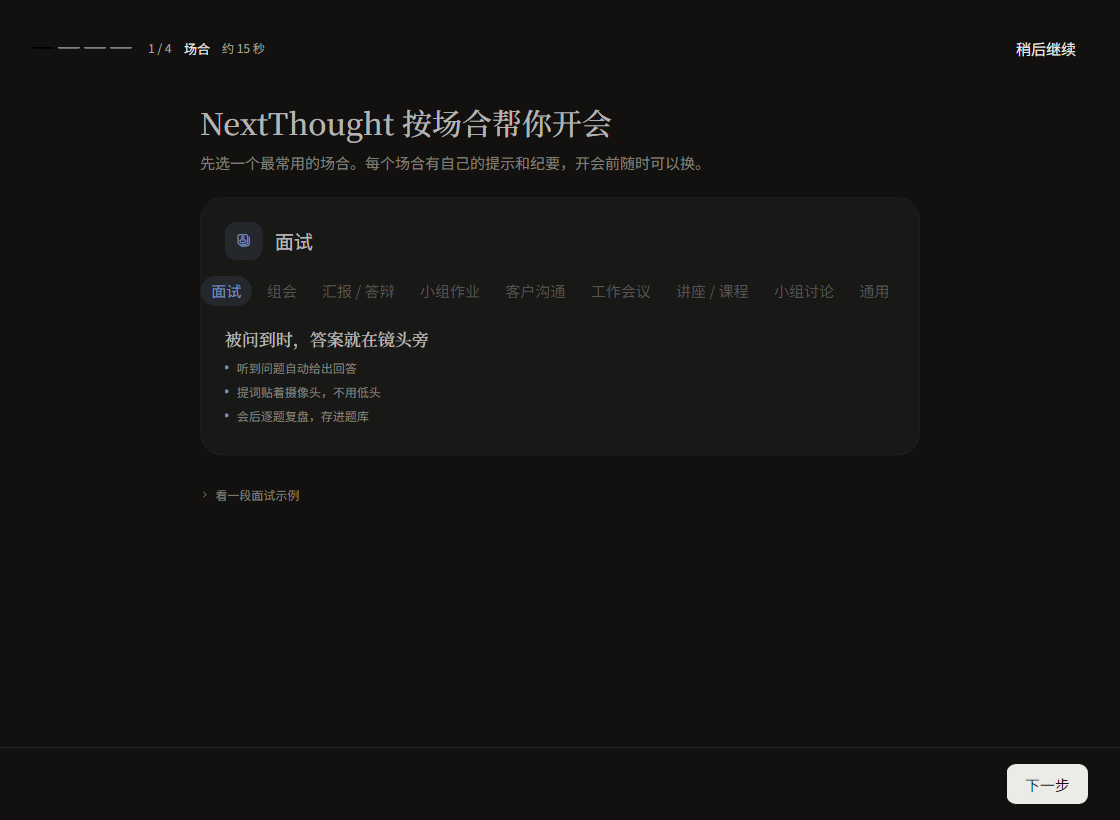 1 / 4 场合 约 15 秒
稍后继续
NextThought 按场合帮你开会
先选一个最常用的场合。每个场合有自己的提示和纪要，开会前随时可以换。
面试
面试 组会 汇报 / 答辩 小组作业 客户沟通 工作会议 讲座 / 课程 小组讨论 通用
被问到时，答案就在镜头旁
• 听到问题自动给出回答
• 提词贴着摄像头，不用低头
• 会后逐题复盘，存进题库
看一段面试示例
下一步